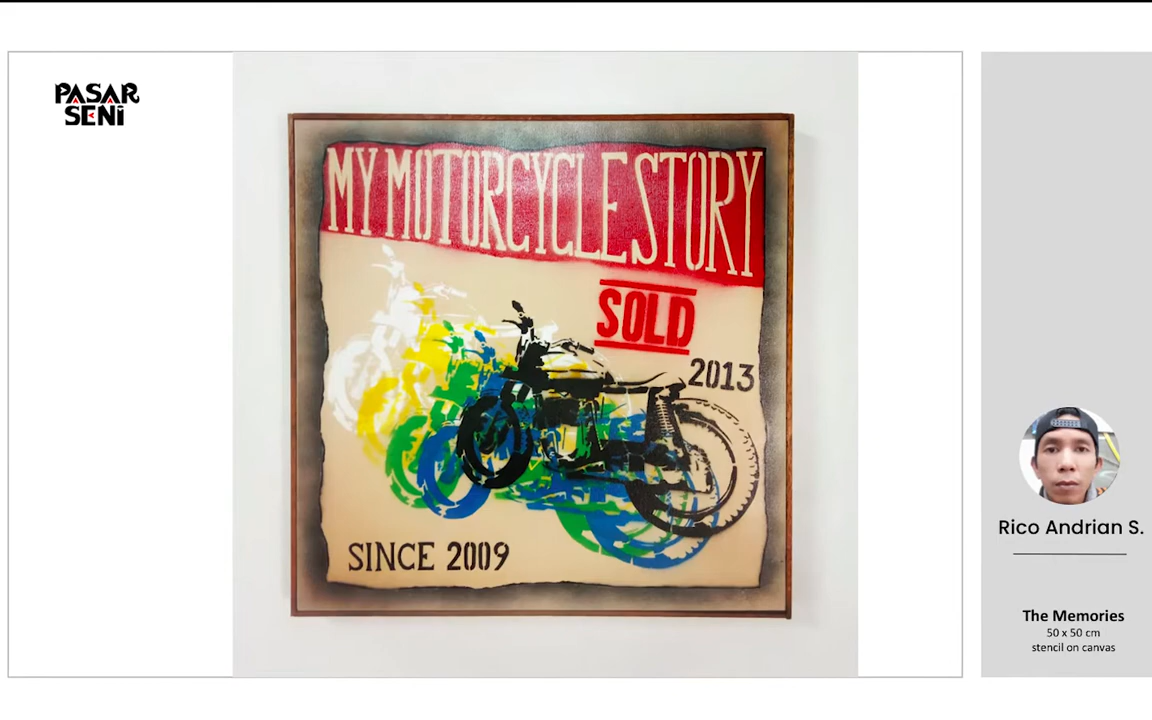 PASAR
SENI
MY MOTORCYCLE STORY
SOLD
2013
SINCE 2009
Rico Andrian S.
The Memories
50 x 50 cm
stencil on canvas